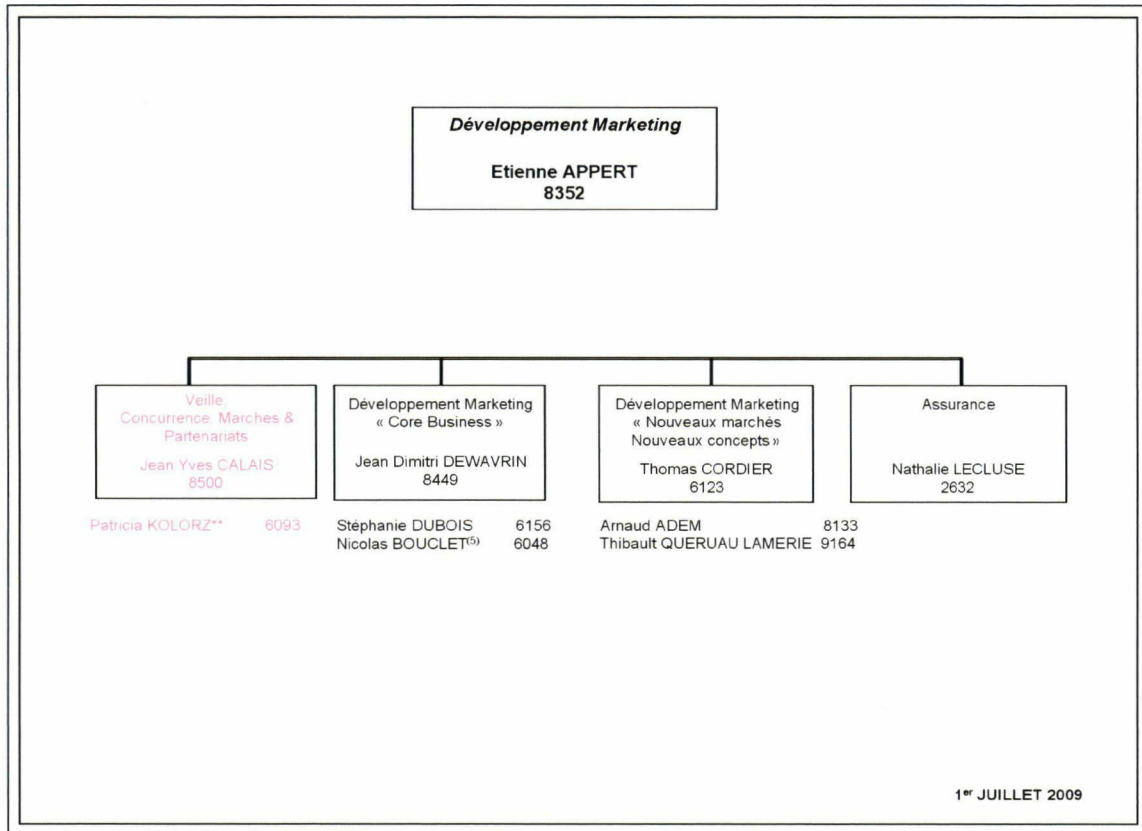 Développement Marketing
Etienne APPERT
8352
Veille,
Concurrence, Marches &
Partenariats
Jean Yves CALAIS
8500
Patricia KOLORZ** 6093
Développement Marketing
« Core Business »
Jean Dimitri DEWAVRIN
8449
Stéphanie DUBOIS 6156
Nicolas BOUCLET(5) 6048
Développement Marketing
« Nouveaux marchés
Nouveaux concepts »
Thomas CORDIER
6123
Arnaud ADEM 8133
Thibault QUERUAU LAMERIE 9164
Assurance
Nathalie LECLUSE
2632
1er JUILLET 2009